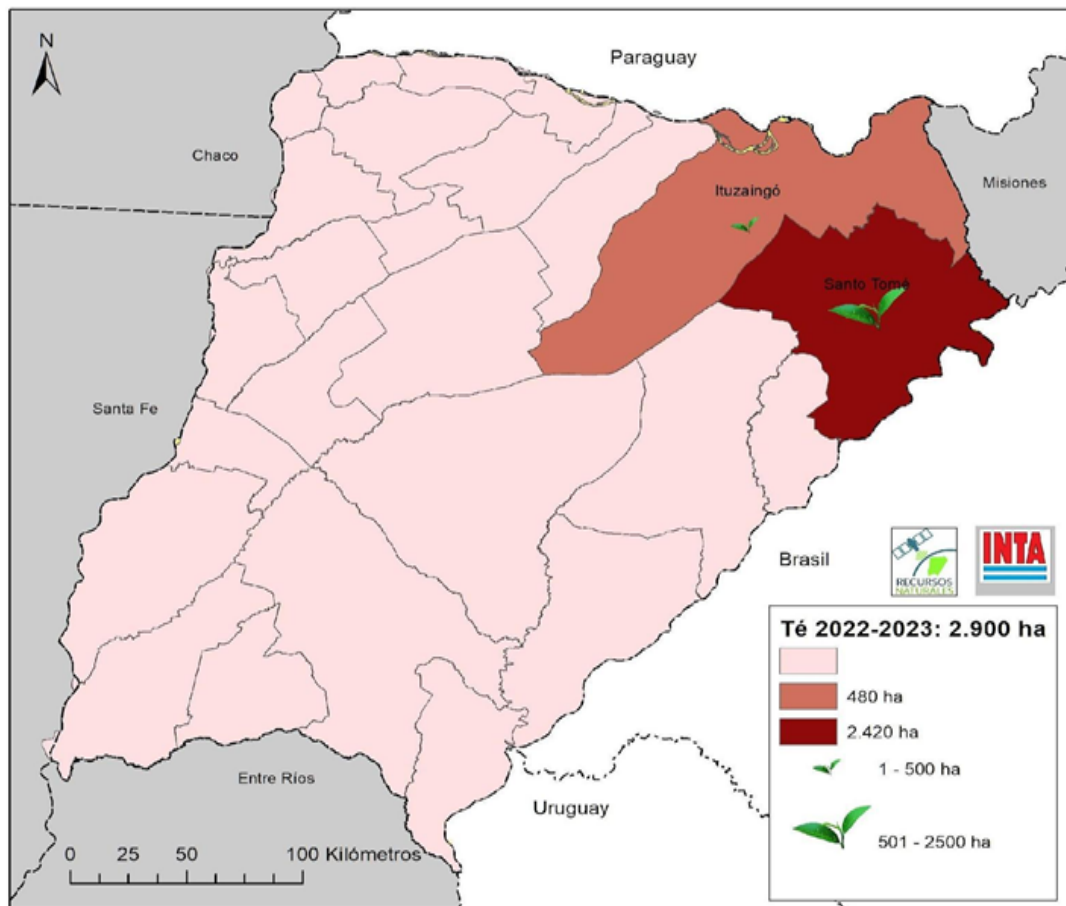 N
Paraguay
Chaco
Misiones
Ituzaingó
Santo Tomé
Santa Fe
Brasil
RECURSOS
NATURALES
INTA
Té 2022-2023: 2.900 ha
480 ha
2.420 ha
1 - 500 ha
501 - 2500 ha
Entre Ríos
Uruguay
0 25 50 100 Kilómetros